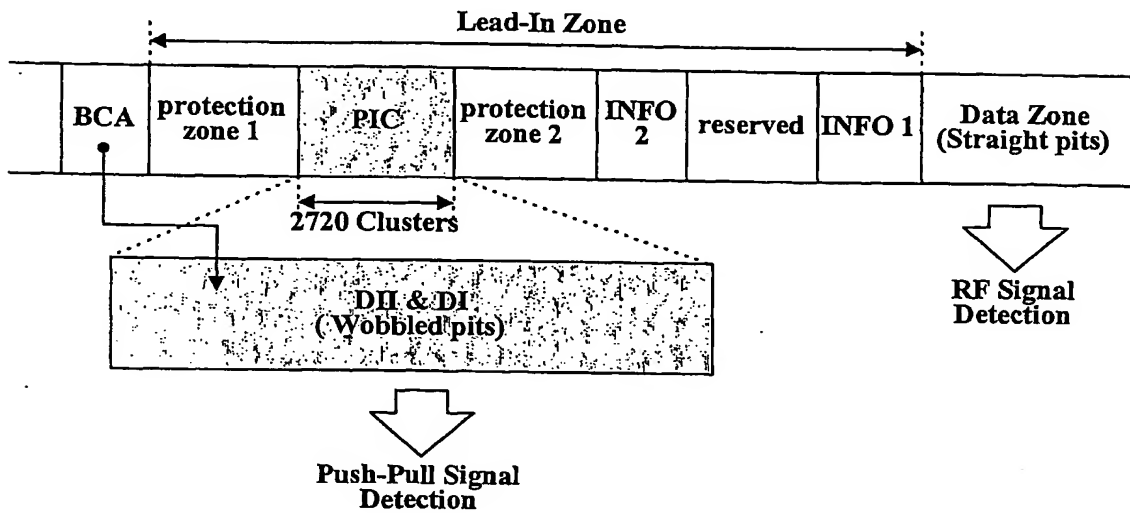 Lead-In Zone
BCA
protection
zone 1
PIC
protection
zone 2
INFO
2
reserved
INFO 1
Data Zone
(Straight pits)
2720 Clusters
DII & DI
( Wobbled pits)
RF Signal
Detection
Push-Pull Signal
Detection